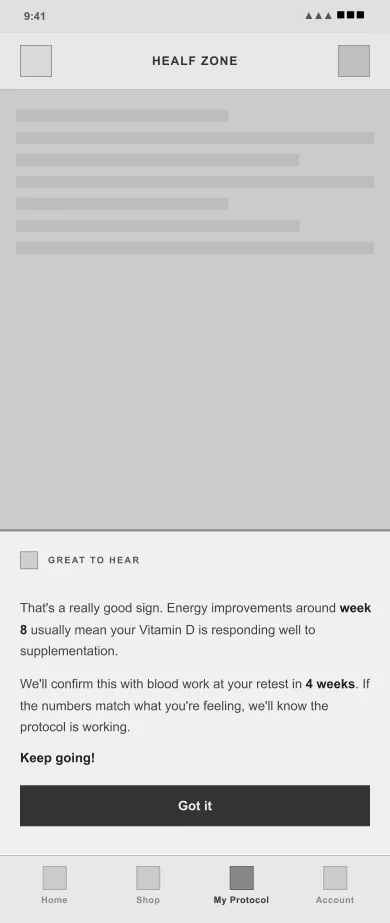 9:41
HEALF ZONE
GREAT TO HEAR
That's a really good sign. Energy improvements around week
8 usually mean your Vitamin D is responding well to
supplementation.
We'll confirm this with blood work at your retest in 4 weeks. If
the numbers match what you're feeling, we'll know the
protocol is working.
Keep going!
Got it
Home Shop My Protocol Account